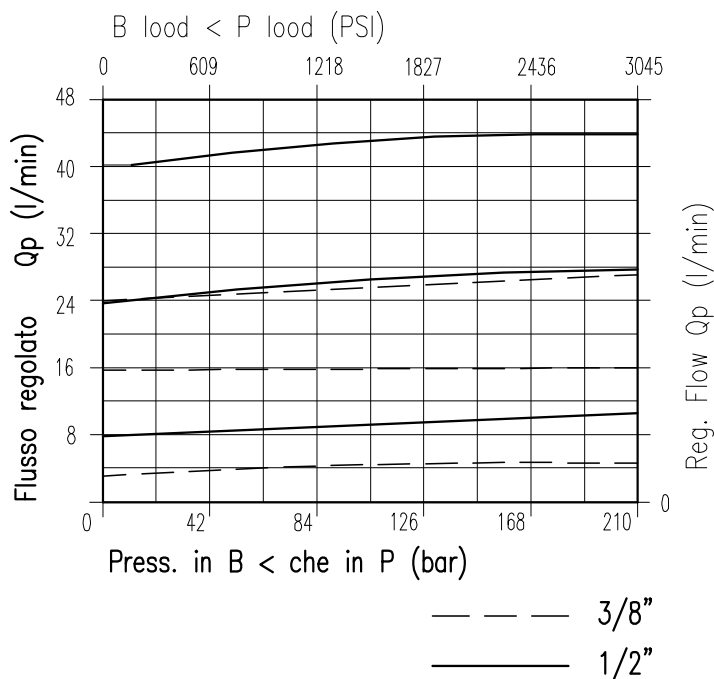 B lood < P lood (PSI)
0 609 1218 1827 2436 3045
48
40
32
24
16
8
0 42 84 126 168 210
0
Flusso regolato Qp (l/min)
Reg. Flow Qp (l/min)
Press. in B < che in P (bar)
3/8"
1/2"